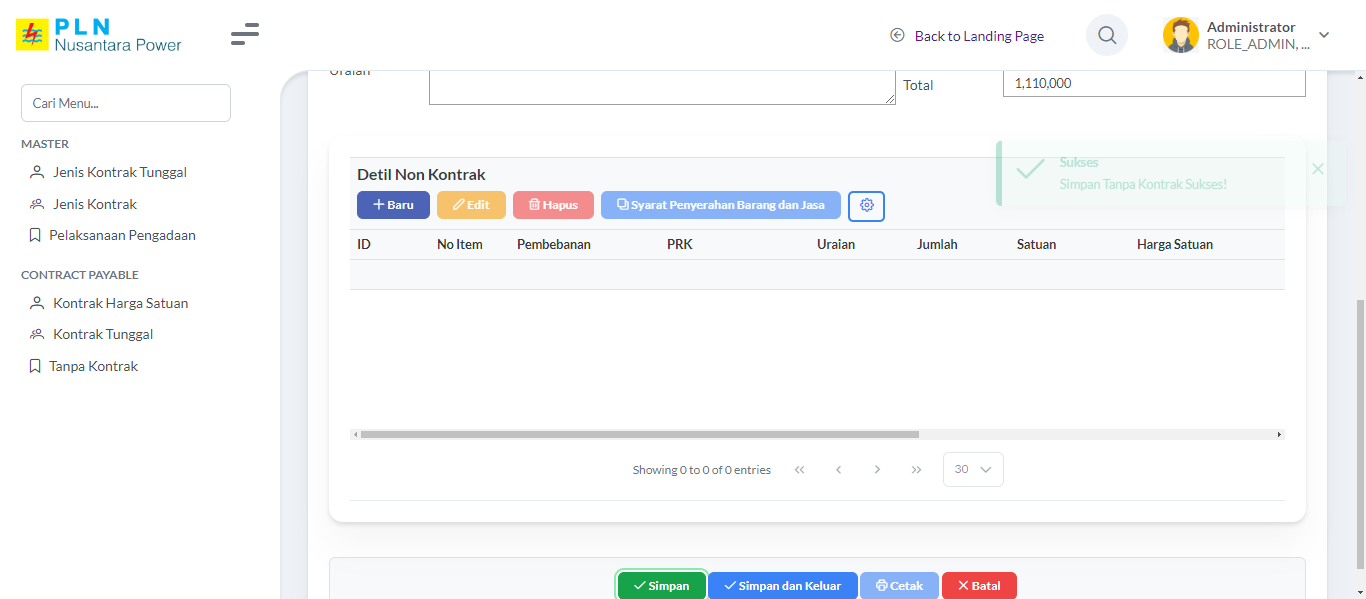 PLN
Nusantara Power
Back to Landing Page
Administrator
ROLE_ADMIN, ...
Cari Menu...
MASTER
Jenis Kontrak Tunggal
Jenis Kontrak
Pelaksanaan Pengadaan
CONTRACT PAYABLE
Kontrak Harga Satuan
Kontrak Tunggal
Tanpa Kontrak
Uraian
Total
1,110,000
Sukses
Simpan Tanpa Kontrak Sukses!
Detil Non Kontrak
Baru Edit Hapus Syarat Penyerahan Barang dan Jasa
ID No Item Pembebanan PRK Uraian Jumlah Satuan Harga Satuan
Showing 0 to 0 of 0 entries 30
Simpan Simpan dan Keluar Cetak Batal